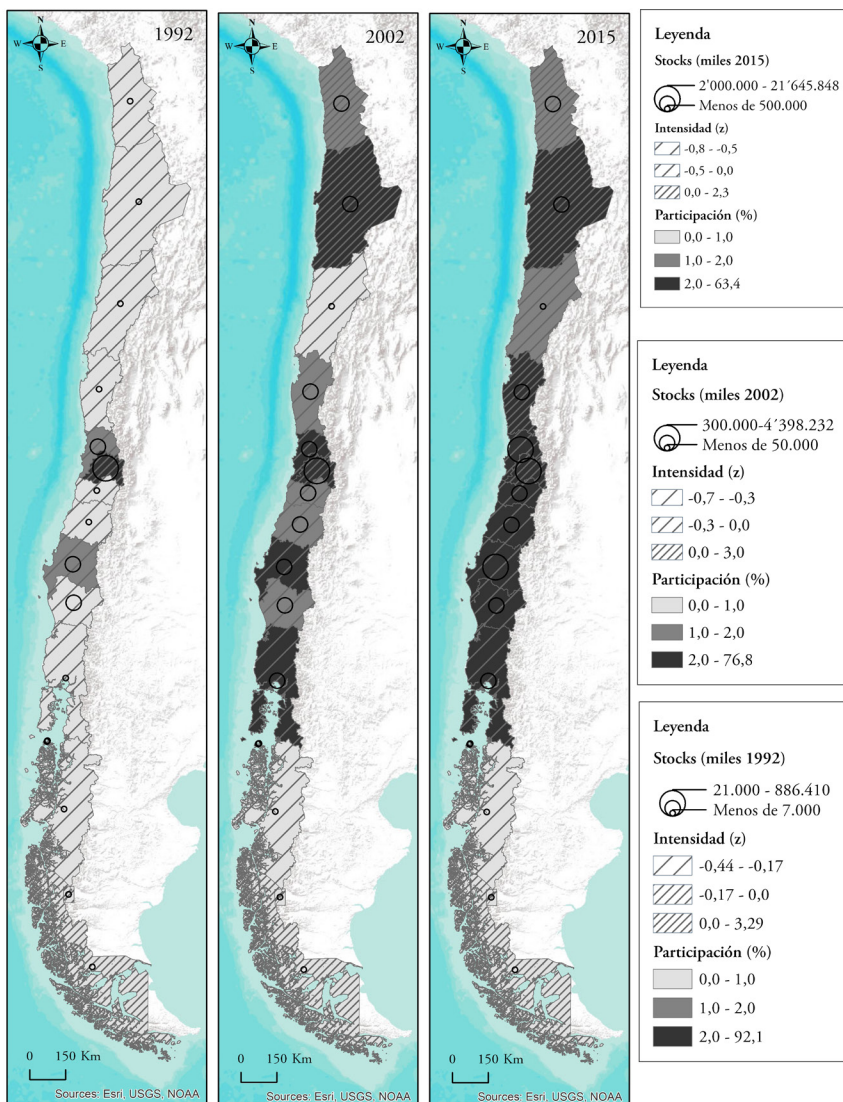 N
W E
S
1992
0 150 Km
Sources: Esri, USGS, NOAA
N
W E
S
2002
0 150 Km
Sources: Esri, USGS, NOAA
N
W E
S
2015
0 150 Km
Sources: Esri, USGS, NOAA
Leyenda
Stocks (miles 2015)
2'000.000 - 21´645.848
Menos de 500.000
Intensidad (z)
-0,8 - -0,5
-0,5 - 0,0
0,0 - 2,3
Participación (%)
0,0 - 1,0
1,0 - 2,0
2,0 - 63,4
Leyenda
Stocks (miles 2002)
300.000-4´398.232
Menos de 50.000
Intensidad (z)
-0,7 - -0,3
-0,3 - 0,0
0,0 - 3,0
Participación (%)
0,0 - 1,0
1,0 - 2,0
2,0 - 76,8
Leyenda
Stocks (miles 1992)
21.000 - 886.410
Menos de 7.000
Intensidad (z)
-0,44 - -0,17
-0,17 - 0,0
0,0 - 3,29
Participación (%)
0,0 - 1,0
1,0 - 2,0
2,0 - 92,1